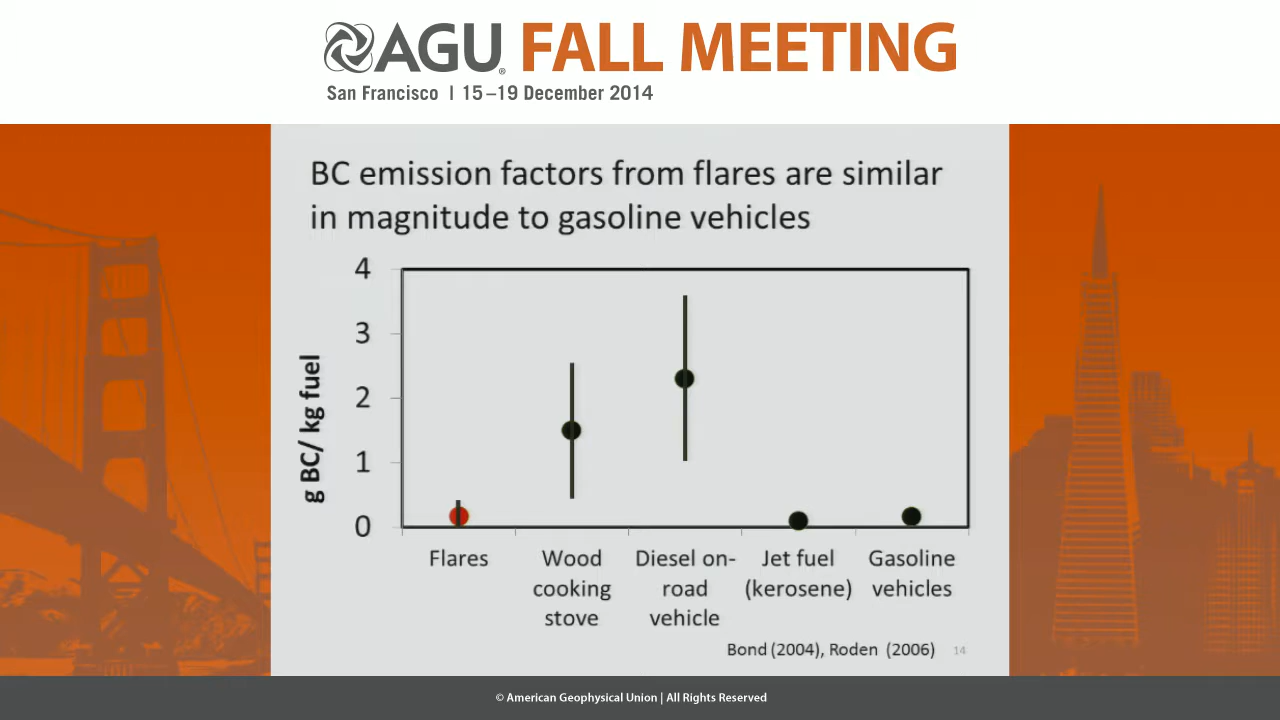 AGU® FALL MEETING
San Francisco | 15–19 December 2014
BC emission factors from flares are similar
in magnitude to gasoline vehicles
4
3
2
1
0
g BC/ kg fuel
Flares
Wood
cooking
stove
Diesel on-
road
vehicle
Jet fuel
(kerosene)
Gasoline
vehicles
Bond (2004), Roden (2006)
14
© American Geophysical Union | All Rights Reserved